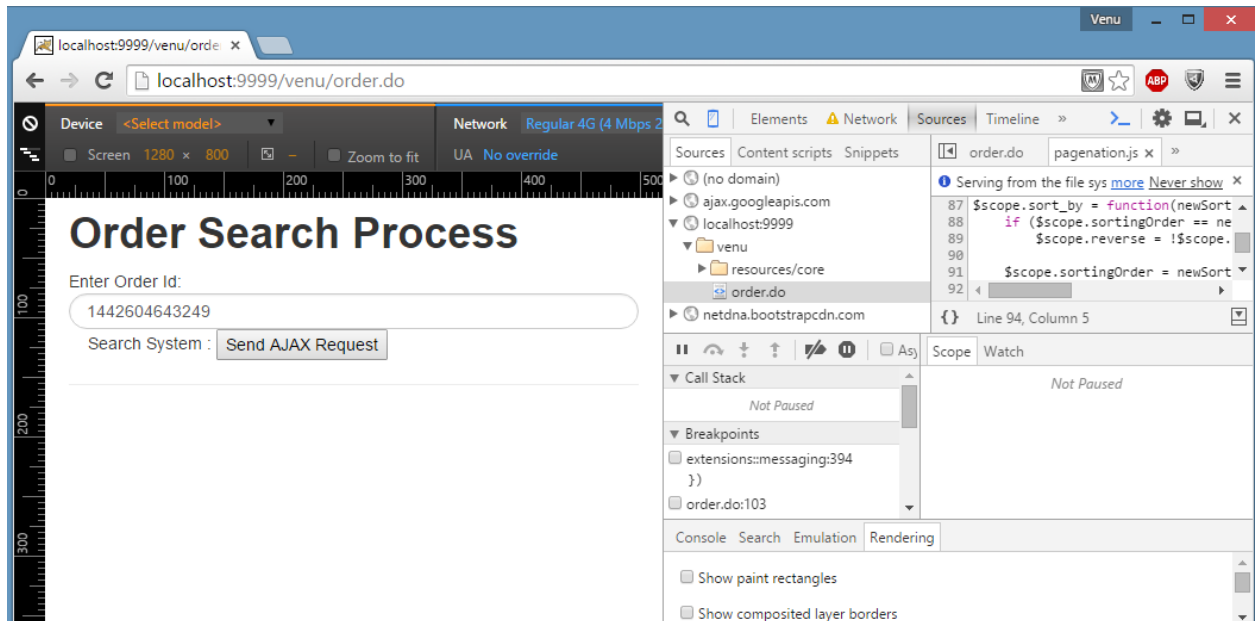 Venu
localhost:9999/venu/orde
localhost:9999/venu/order.do
ABP
Device <Select model> Network Regular 4G (4 Mbps 2
Screen 1280 × 800 – Zoom to fit UA No override
0 100 200 300 400 500
0
100
200
300
Order Search Process
Enter Order Id:
1442604643249
Search System : Send AJAX Request
Elements Network Sources Timeline »
Sources Content scripts Snippets
(no domain)
ajax.googleapis.com
localhost:9999
venu
resources/core
order.do
netdna.bootstrapcdn.com
order.do pagenation.js × »
Serving from the file sys more Never show ×
87 $scope.sort_by = function(newSort
88 if ($scope.sortingOrder == ne
89 $scope.reverse = !$scope.
90
91 $scope.sortingOrder = newSort
92
{} Line 94, Column 5
Asy
Scope Watch
Call Stack
Not Paused
Not Paused
Breakpoints
extensions::messaging:394
})
order.do:103
Console Search Emulation Rendering
Show paint rectangles
Show composited layer borders